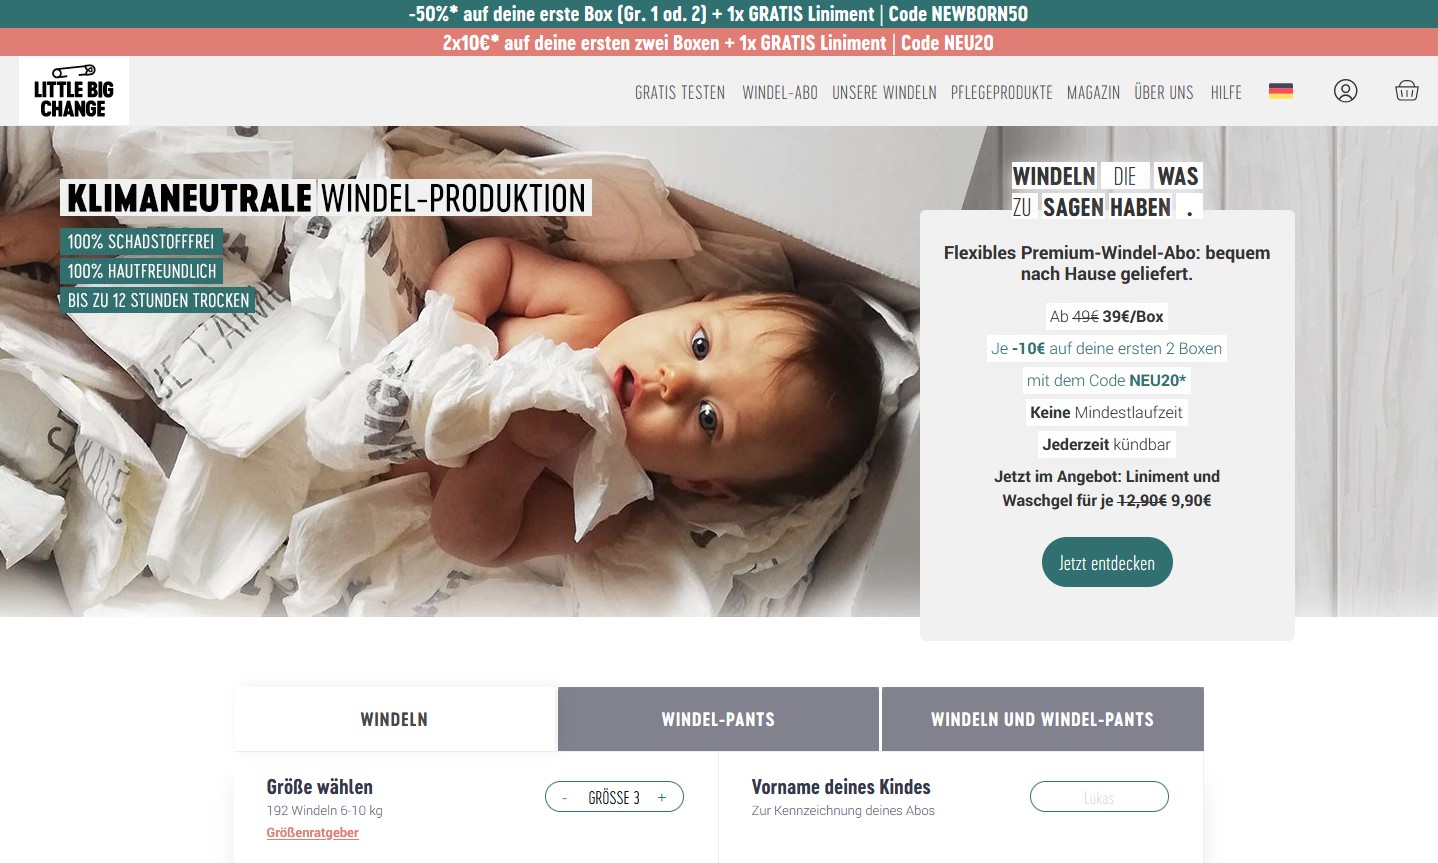 -50%* auf deine erste Box (Gr. 1 od. 2) + 1x GRATIS Liniment | Code NEWBORN50
2x10€* auf deine ersten zwei Boxen + 1x GRATIS Liniment | Code NEU20
LITTLE BIG
CHANGE
GRATIS TESTEN WINDEL-ABO UNSERE WINDELN PFLEGEPRODUKTE MAGAZIN ÜBER UNS HILFE
KLIMANEUTRALE WINDEL-PRODUKTION
100% SCHADSTOFFFREI
100% HAUTFREUNDLICH
BIS ZU 12 STUNDEN TROCKEN
WINDELN DIE WAS
ZU SAGEN HABEN .
Flexibles Premium-Windel-Abo: bequem
nach Hause geliefert.
Ab 49€ 39€/Box
Je -10€ auf deine ersten 2 Boxen
mit dem Code NEU20*
Keine Mindestlaufzeit
Jederzeit kündbar
Jetzt im Angebot: Liniment und
Waschgel für je 12,90€ 9,90€
Jetzt entdecken
WINDELN
WINDEL-PANTS
WINDELN UND WINDEL-PANTS
Größe wählen
192 Windeln 6-10 kg
Größenratgeber
- GRÖSSE 3 +
Vorname deines Kindes
Zur Kennzeichnung deines Abos
Lukas